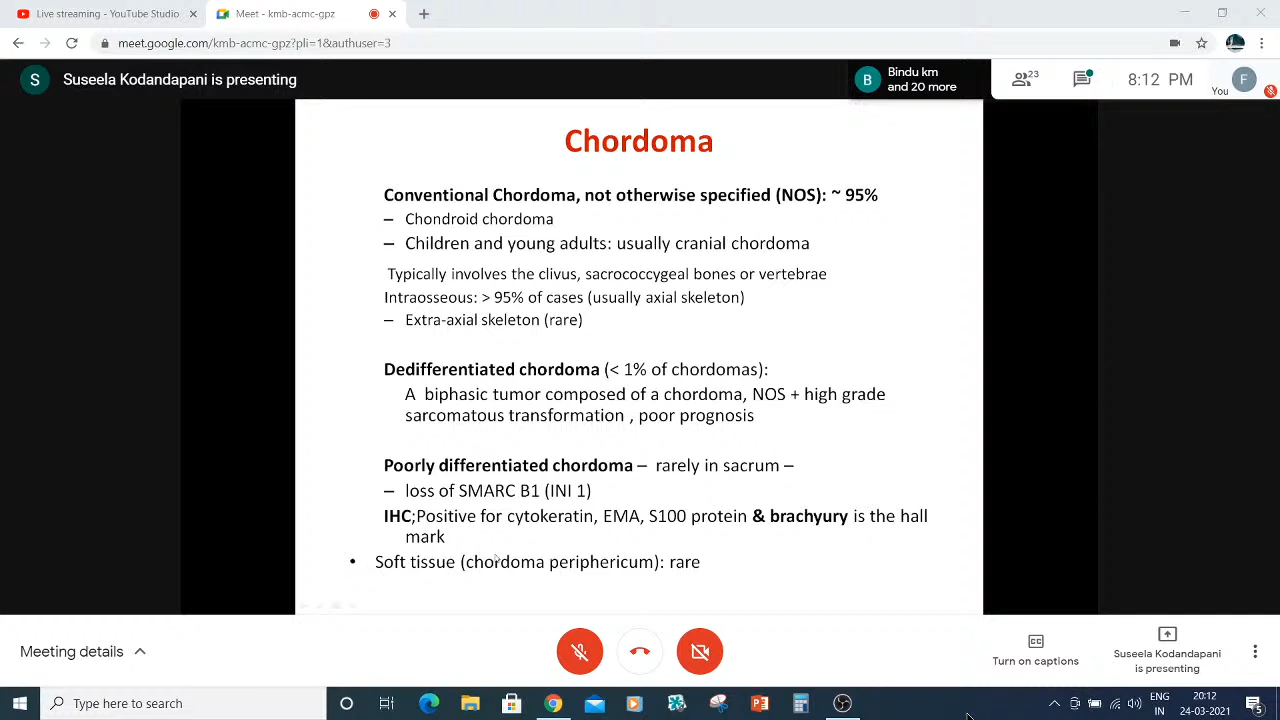 Live streaming - YouTube Studio
Meet - kmb-acmc-gpz
meet.google.com/kmb-acmc-gpz?pli=1&authuser=3
S
Suseela Kodandapani is presenting
B
Bindu km
and 20 more
23
8:12 PM
You
F
Chordoma
Conventional Chordoma, not otherwise specified (NOS): ~ 95%
– Chondroid chordoma
– Children and young adults: usually cranial chordoma
Typically involves the clivus, sacrococcygeal bones or vertebrae
Intraosseous: > 95% of cases (usually axial skeleton)
– Extra-axial skeleton (rare)
Dedifferentiated chordoma (< 1% of chordomas):
A biphasic tumor composed of a chordoma, NOS + high grade
sarcomatous transformation , poor prognosis
Poorly differentiated chordoma – rarely in sacrum –
– loss of SMARC B1 (INI 1)
IHC;Positive for cytokeratin, EMA, S100 protein & brachyury is the hall
mark
• Soft tissue (chordoma periphericum): rare
Meeting details
Turn on captions
Suseela Kodandapani
is presenting
Type here to search
ENG
IN
20:12
24-03-2021